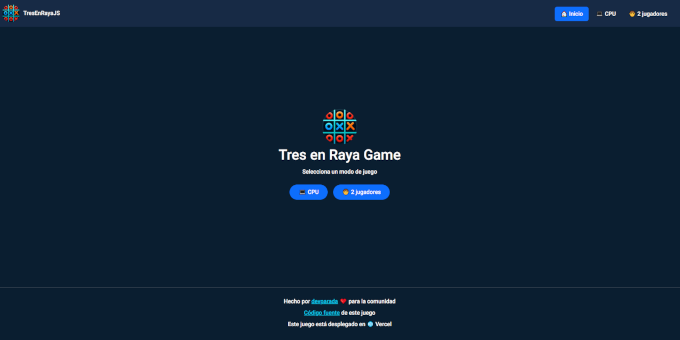 TresEnRayaJS
Inicio
CPU
2 jugadores
Tres en Raya Game
Selecciona un modo de juego
CPU
2 jugadores
Hecho por davparada para la comunidad
Código fuente de este juego
Este juego está desplegado en Vercel